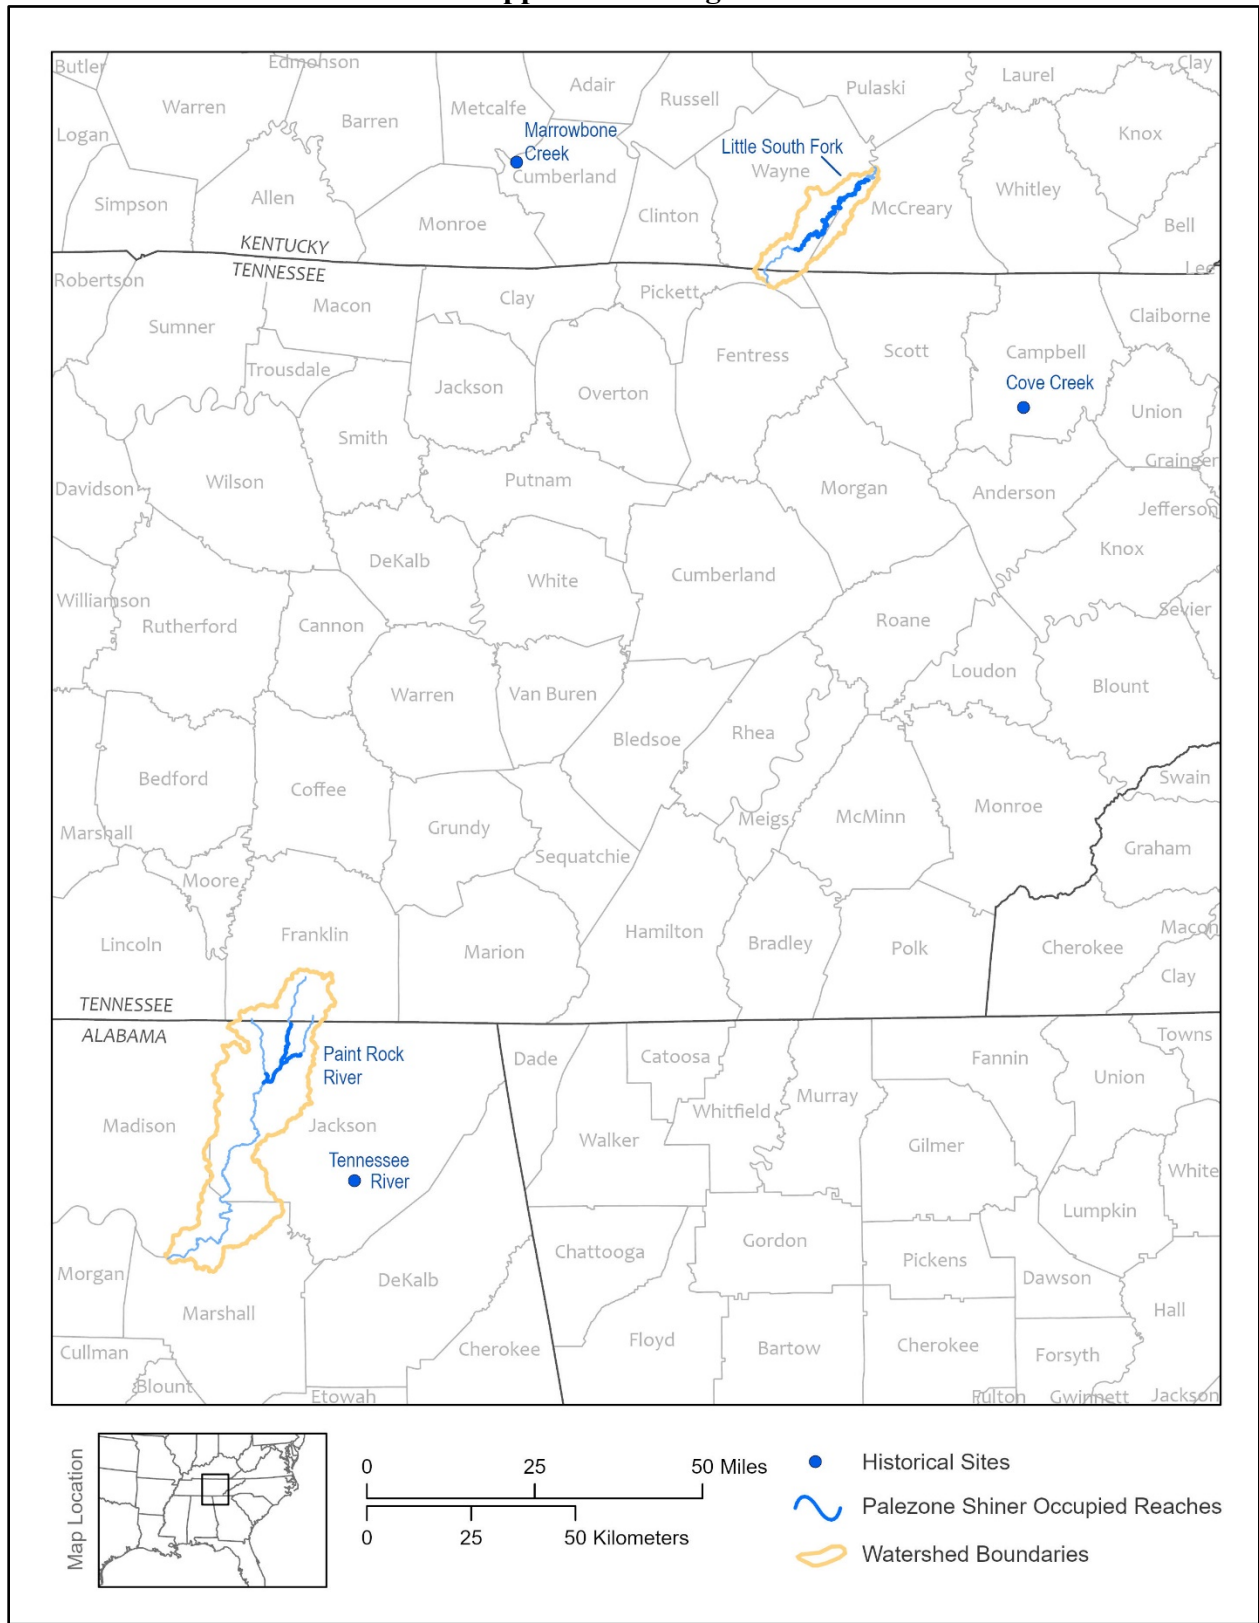 Butler
Edmonson
Warren
Logan
Barren
Metcalfe
Adair
Russell
Pulaski
Laurel
Clay
Knox
Marrowbone
Creek
Cumberland
Little South Fork
Wayne
Simpson
Allen
Monroe
Clinton
McCreary
Whitley
Bell
Lee
KENTUCKY
TENNESSEE
Robertson
Sumner
Macon
Clay
Pickett
Trousdale
Jackson
Overton
Fentress
Scott
Campbell
Cove Creek
Claiborne
Union
Grainger
Smith
Davidson
Wilson
Putnam
Morgan
Anderson
Jefferson
Knox
DeKalb
White
Cumberland
Williamson
Rutherford
Cannon
Roane
Sevier
Loudon
Blount
Warren
Van Buren
Bledsoe
Rhea
Bedford
Coffee
Grundy
Meigs
McMinn
Monroe
Swain
Graham
Marshall
Moore
Sequatchie
Lincoln
Franklin
Marion
Hamilton
Bradley
Polk
Cherokee
Macon
Clay
TENNESSEE
ALABAMA
Paint Rock
River
Madison
Jackson
Tennessee
River
Dade
Catoosa
Whitfield
Murray
Fannin
Towns
Union
Walker
Gilmer
White
Lumpkin
Morgan
Marshall
DeKalb
Chattooga
Gordon
Pickens
Dawson
Hall
Cullman
Blount
Etowah
Cherokee
Floyd
Bartow
Cherokee
Forsyth
Fulton
Gwinnett
Jackson
Map Location
0 25 50 Miles
0 25 50 Kilometers
Historical Sites
Palezone Shiner Occupied Reaches
Watershed Boundaries